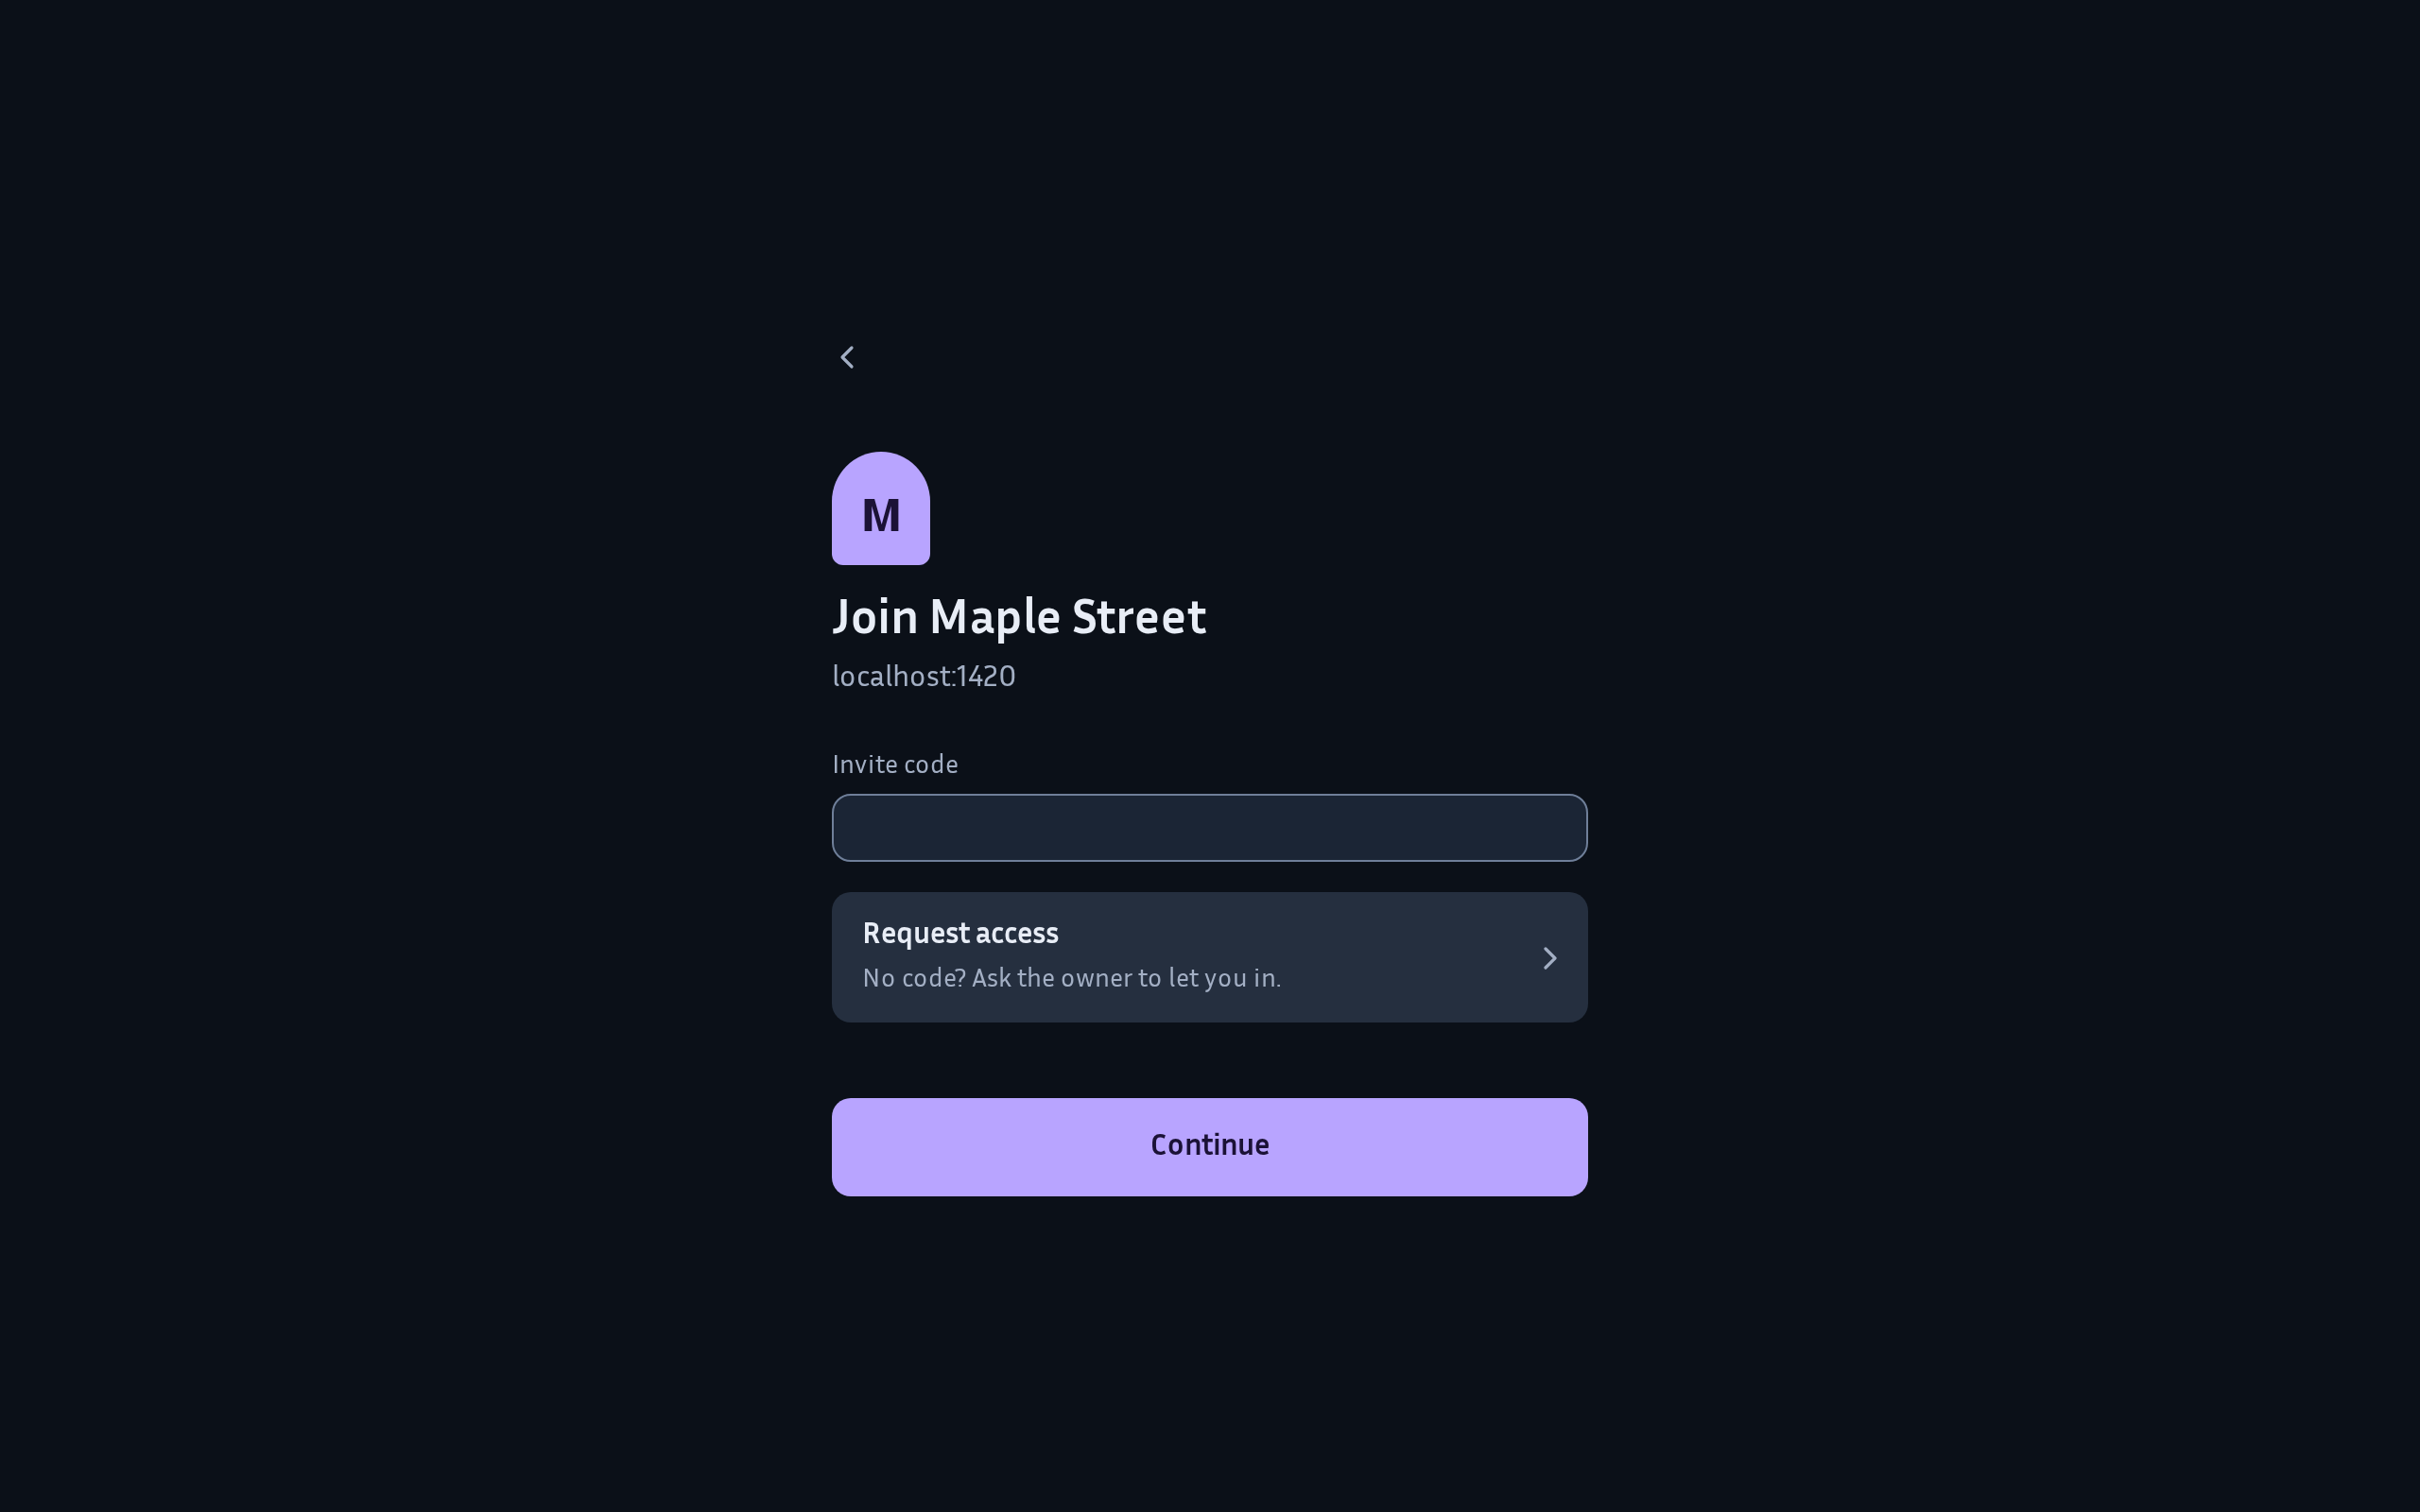 M
Join Maple Street
localhost:1420
Invite code
Request access
No code? Ask the owner to let you in.
Continue